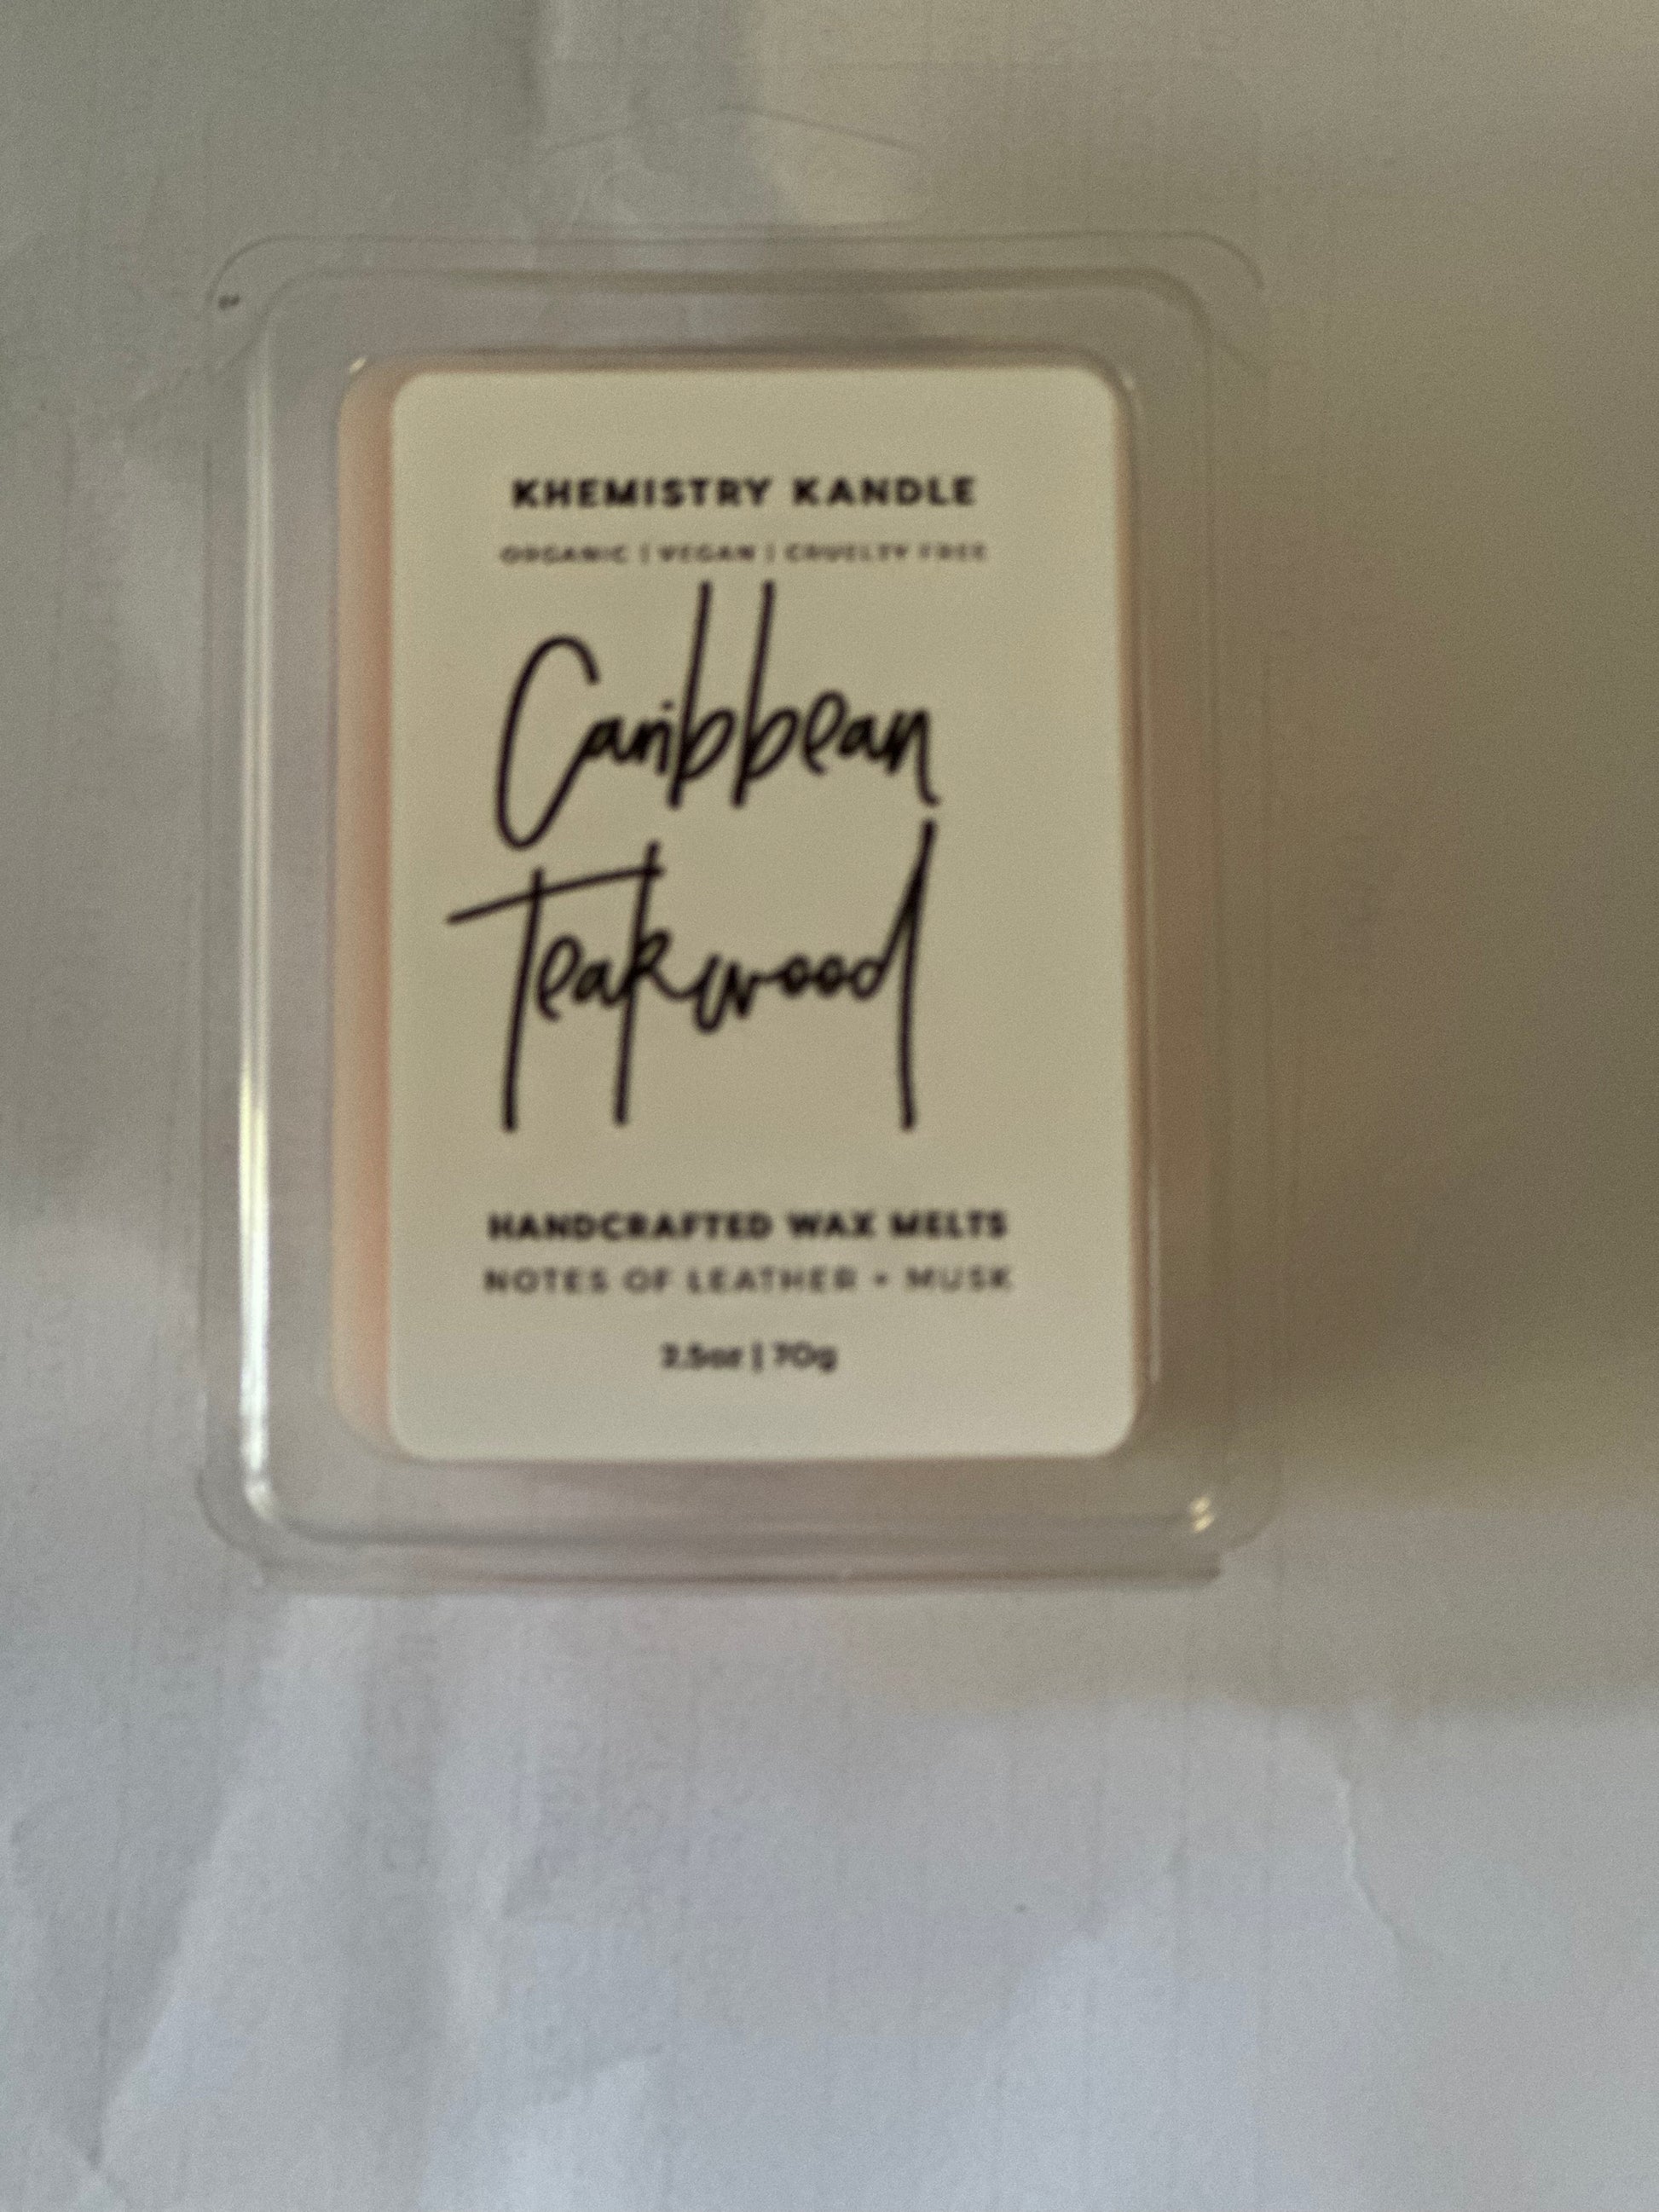 KHEMISTRY KANDLE
ORGANIC | VEGAN | CRUELTY FREE
Caribbean
Teakwood
HANDCRAFTED WAX MELTS
NOTES OF LEATHER + MUSK
2.5oz | 70g